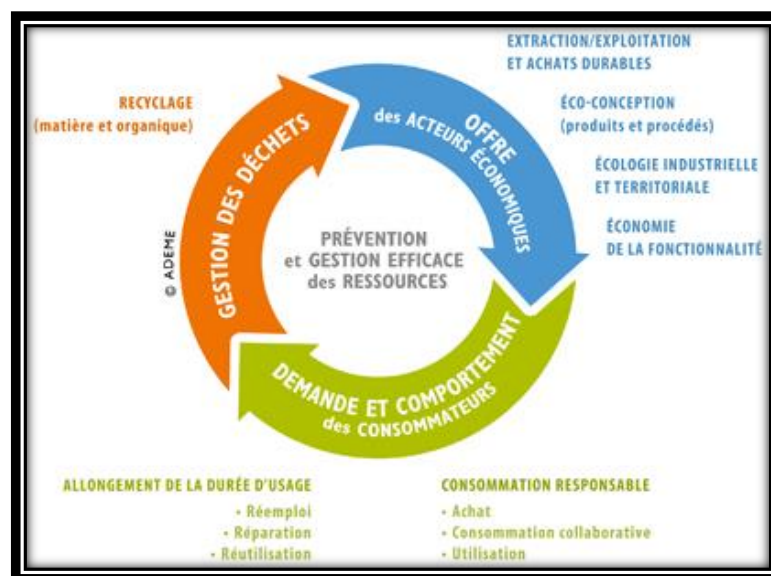 EXTRACTION/EXPLOITATION
ET ACHATS DURABLES
RECYCLAGE
(matière et organique)
ÉCO-CONCEPTION
(produits et procédés)
ÉCOLOGIE INDUSTRIELLE
ET TERRITORIALE
ÉCONOMIE
DE LA FONCTIONNALITÉ
OFFRE
des ACTEURS ÉCONOMIQUES
GESTION DES DÉCHETS
PRÉVENTION
et GESTION EFFICACE
des RESSOURCES
© ADEME
DEMANDE ET COMPORTEMENT
des CONSOMMATEURS
ALLONGEMENT DE LA DURÉE D'USAGE
• Réemploi
• Réparation
• Réutilisation
CONSOMMATION RESPONSABLE
• Achat
• Consommation collaborative
• Utilisation